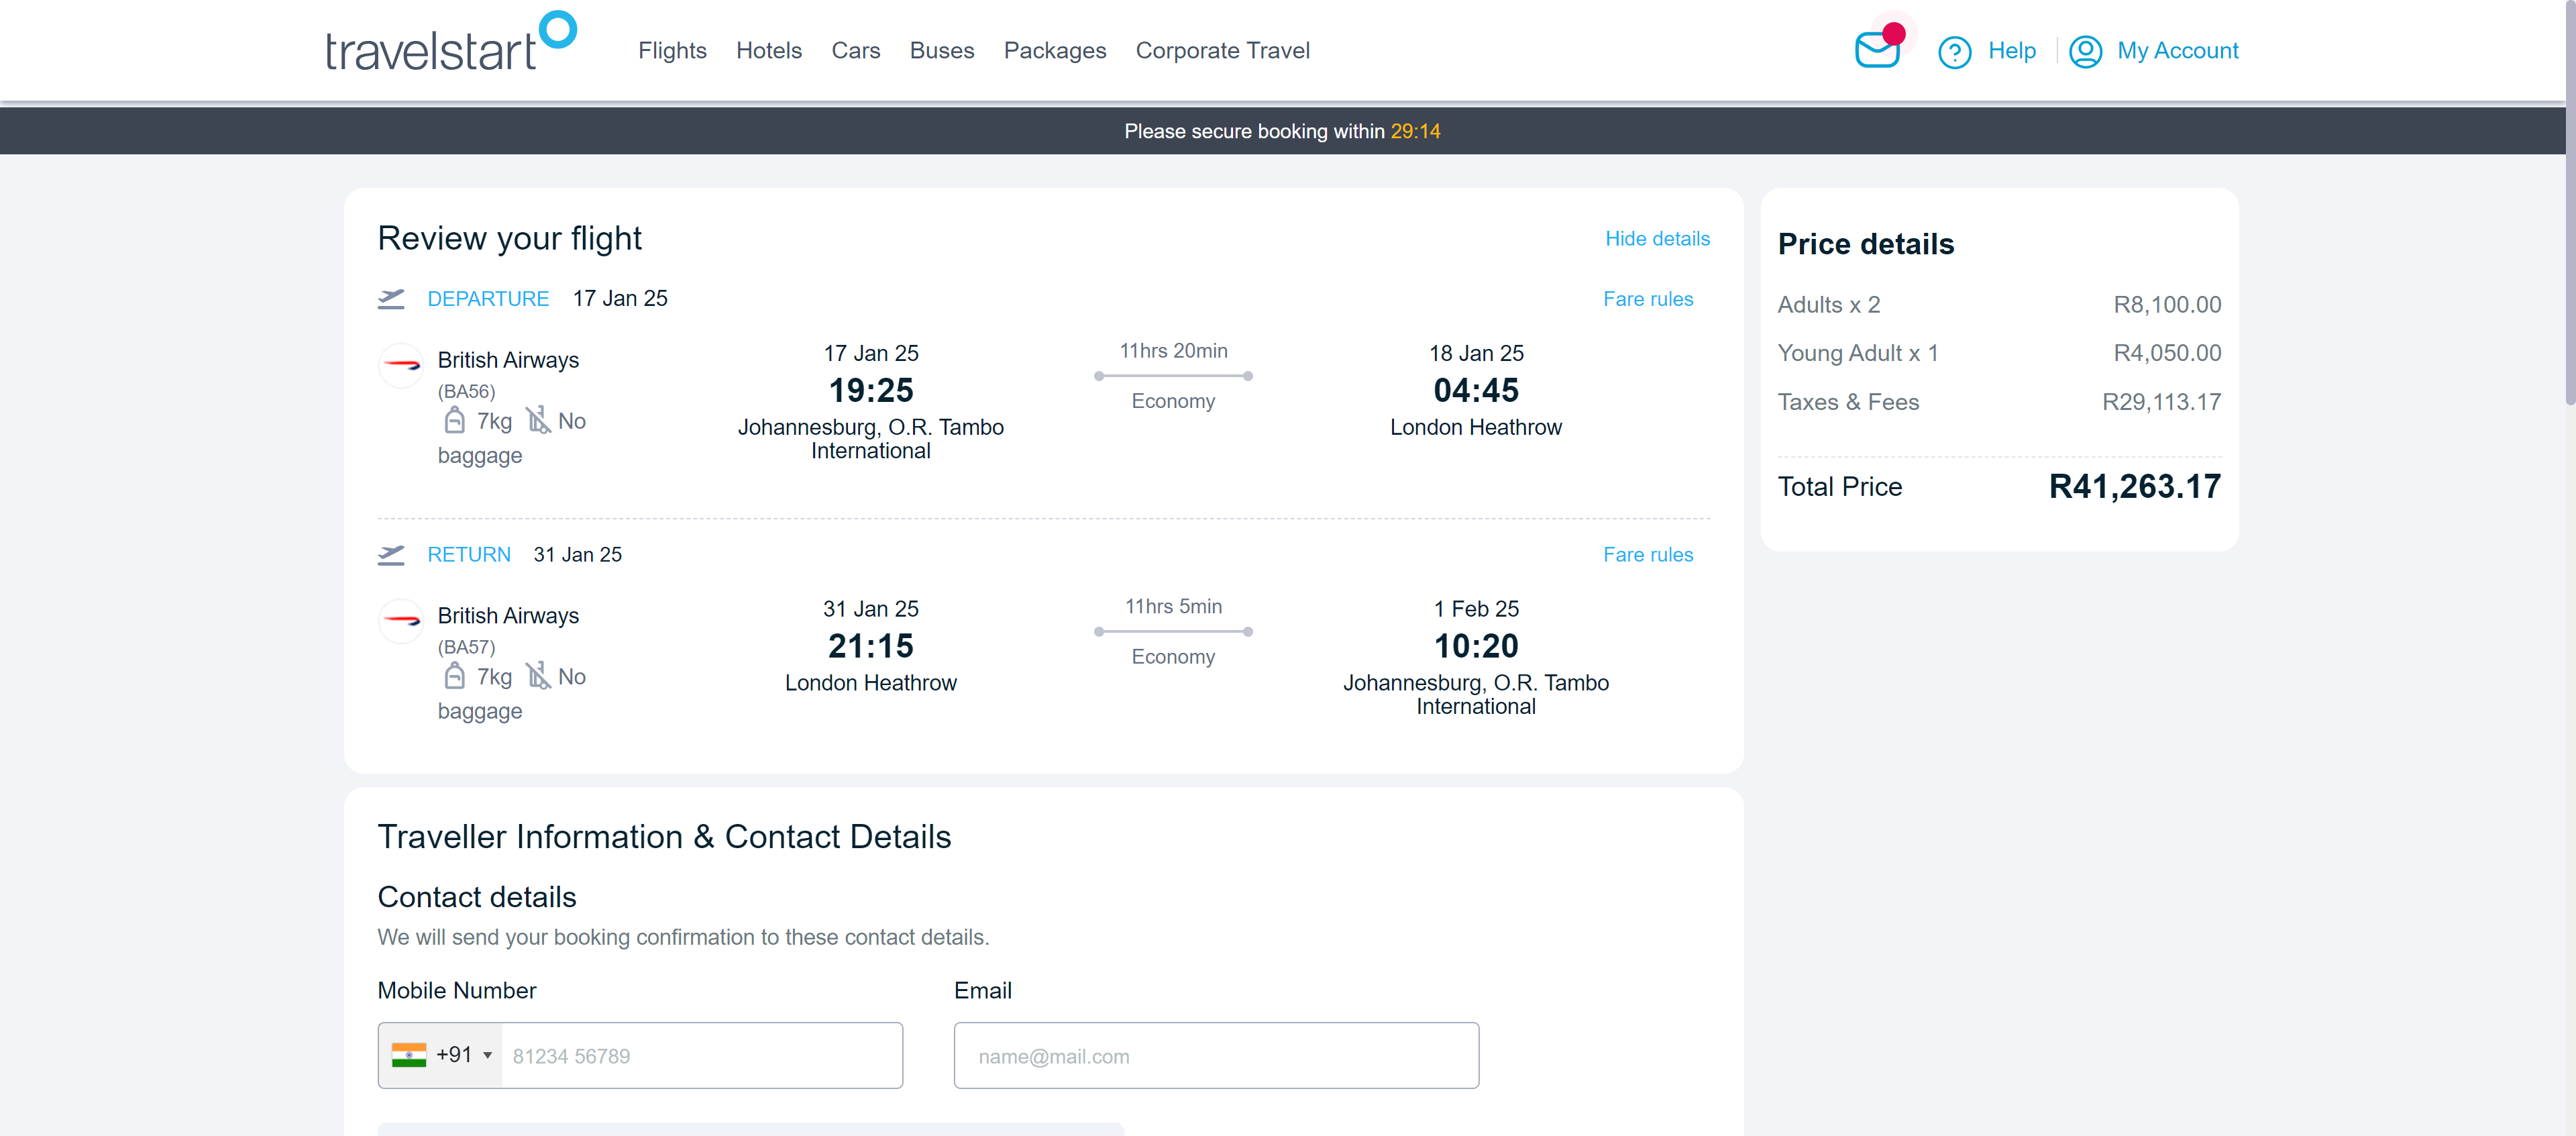 travelstart
Flights Hotels Cars Buses Packages Corporate Travel
Help My Account
Please secure booking within 29:14
Review your flight
Hide details
DEPARTURE 17 Jan 25
Fare rules
British Airways
(BA56)
7kg No
baggage
17 Jan 25
19:25
Johannesburg, O.R. Tambo
International
11hrs 20min
Economy
18 Jan 25
04:45
London Heathrow
RETURN 31 Jan 25
Fare rules
British Airways
(BA57)
7kg No
baggage
31 Jan 25
21:15
London Heathrow
11hrs 5min
Economy
1 Feb 25
10:20
Johannesburg, O.R. Tambo
International
Price details
Adults x 2 R8,100.00
Young Adult x 1 R4,050.00
Taxes & Fees R29,113.17
Total Price R41,263.17
Traveller Information & Contact Details
Contact details
We will send your booking confirmation to these contact details.
Mobile Number
+91 81234 56789
Email
name@mail.com